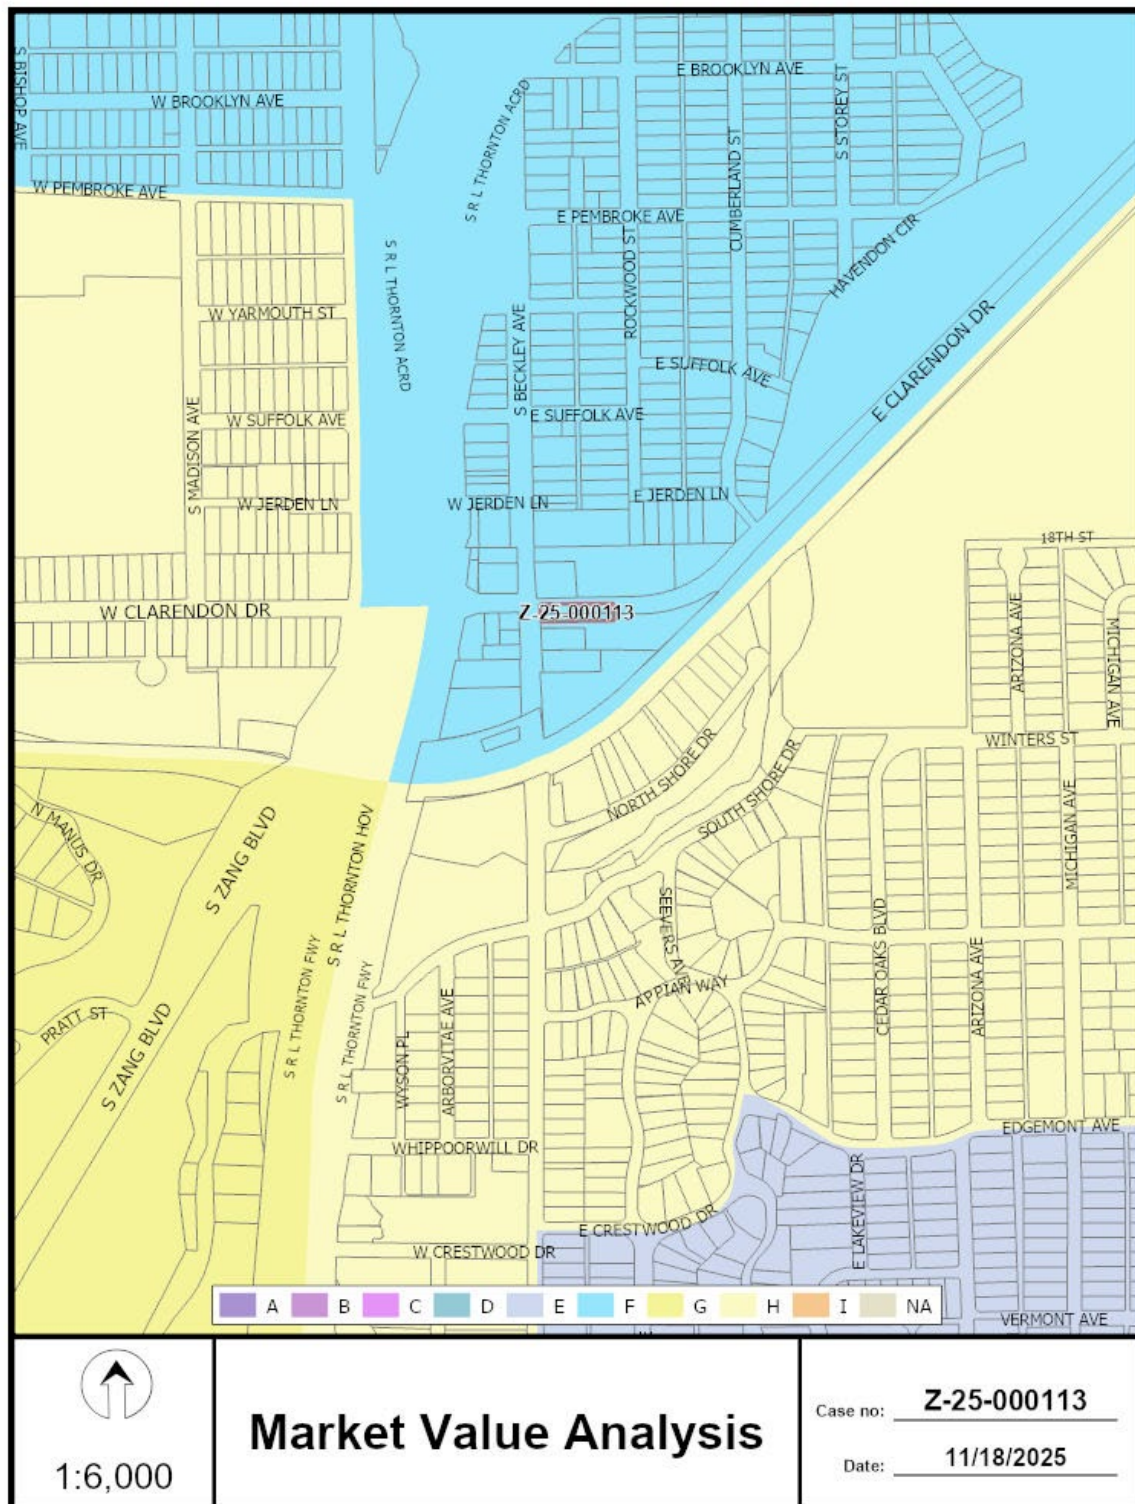 S BISHOP AVE
W BROOKLYN AVE
E BROOKLYN AVE
S STOREY ST
S R L THORNTON ACRD
CUMBERLAND ST
W PEMBROKE AVE
E PEMBROKE AVE
ROCKWOOD ST
HAVENDON CIR
S R L THORNTON ACRD
W YARMOUTH ST
S BECKLEY AVE
E SUFFOLK AVE
E CLARENDON DR
W SUFFOLK AVE
E SUFFOLK AVE
S MADISON AVE
W JERDEN LN
W JERDEN LN
E JERDEN LN
18TH ST
W CLARENDON DR
Z-25-000113
ARIZONA AVE
MICHIGAN AVE
WINTERS ST
NORTH SHORE DR
SOUTH SHORE DR
N MANUS DR
S ZANG BLVD
S R L THORNTON HOV
MICHIGAN AVE
SEEVERS AVE
CEDAR OAKS BLVD
ARIZONA AVE
S R L THORNTON FWY
S R L THORNTON FWY
APPIAN WAY
PRATT ST
S ZANG BLVD
WYSON PL
ARBORVITAE AVE
WHIPPOORWILL DR
EDGEMONT AVE
E LAKEVIEW DR
E CRESTWOOD DR
W CRESTWOOD DR
A B C D E F G H I NA
VERMONT AVE
1:6,000
Market Value Analysis
Case no: Z-25-000113
Date: 11/18/2025